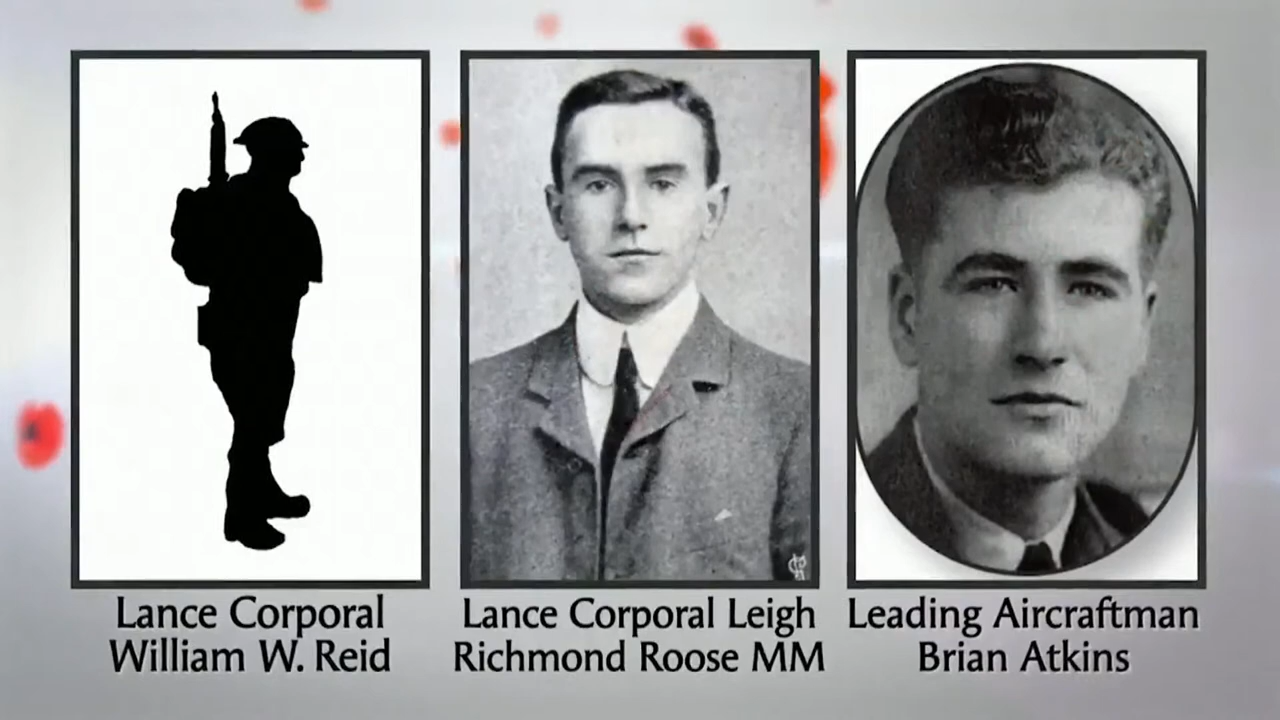 Lance Corporal
William W. Reid
Lance Corporal Leigh
Richmond Roose MM
Leading Aircraftman
Brian Atkins